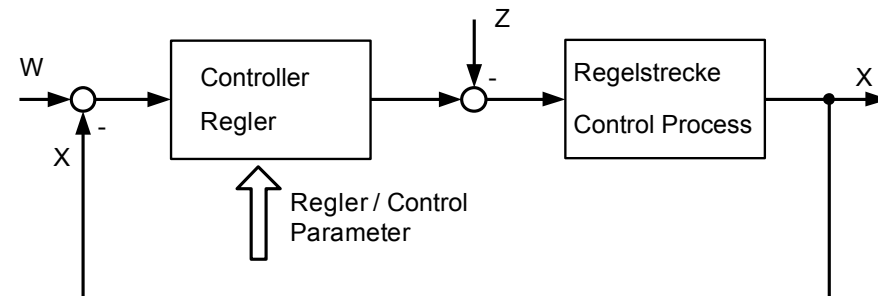 Z
W
Controller
Regler
-
Regelstrecke
Control Process
X
-
X
Regler / Control
Parameter